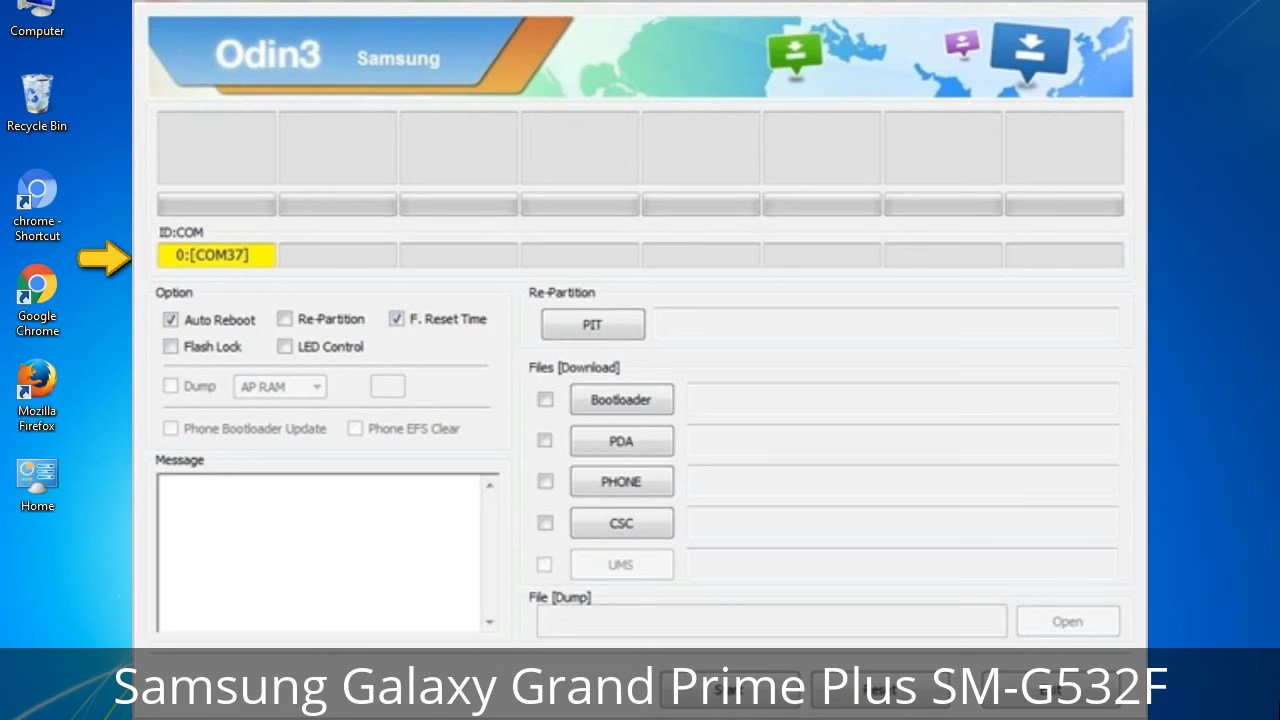 Computer
Recycle Bin
chrome -
Shortcut
Google
Chrome
Mozilla
Firefox
Home
Odin3 Samsung
ID:COM
0:[COM37]
Option
Auto Reboot
Re-Partition
F. Reset Time
Flash Lock
LED Control
Dump
AP RAM
Phone Bootloader Update
Phone EFS Clear
Message
Re-Partition
PIT
Files [Download]
Bootloader
PDA
PHONE
CSC
UMS
File [Dump]
Open
Samsung Galaxy Grand Prime Plus SM-G532F